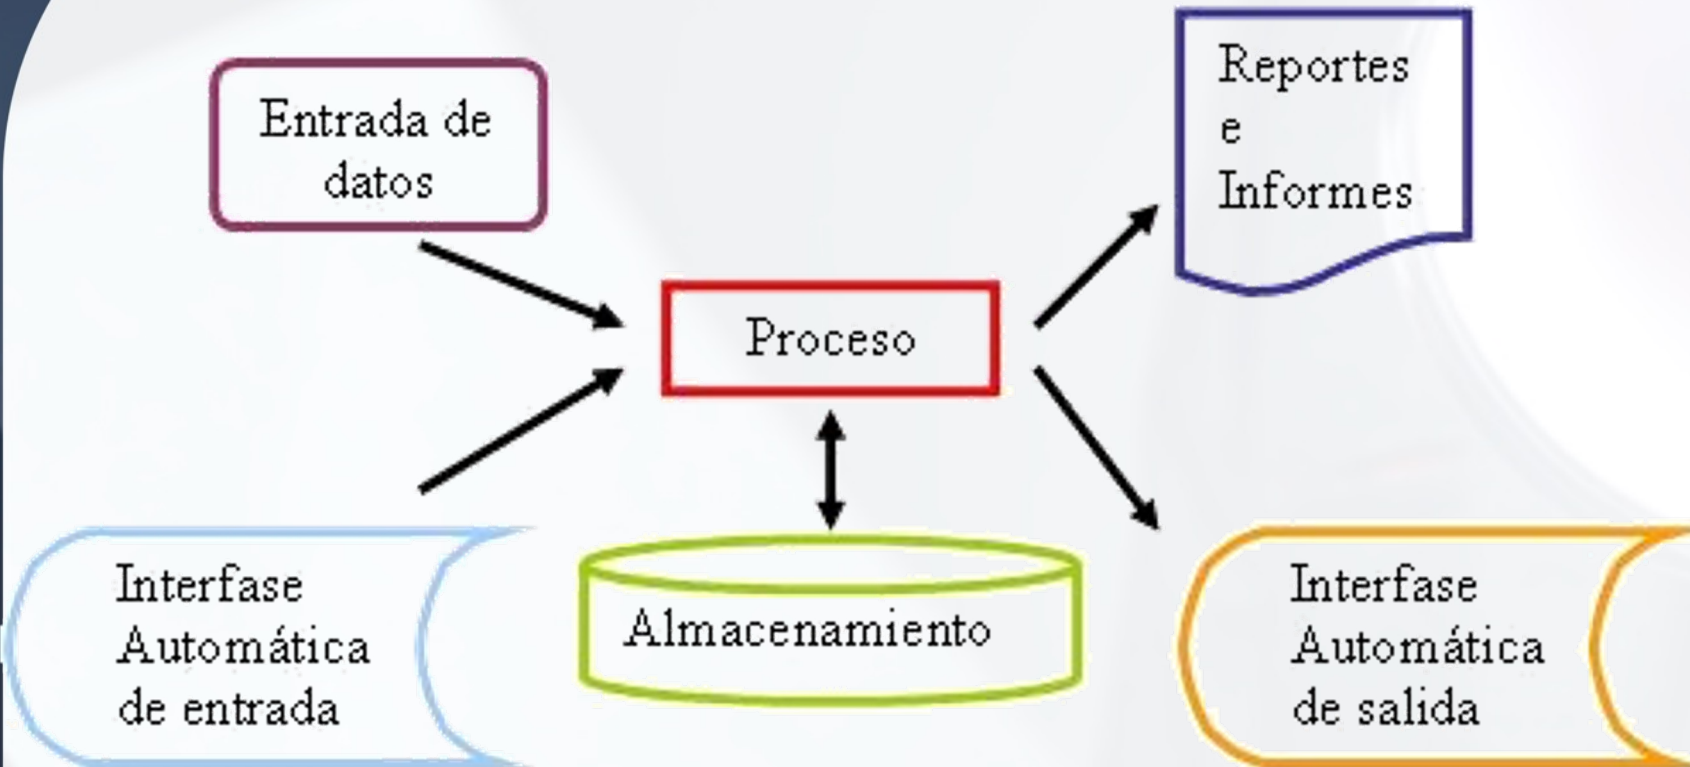 Entrada de
datos
Reportes
e
Informes
Proceso
Interfase
Automática
de entrada
Almacenamiento
Interfase
Automática
de salida